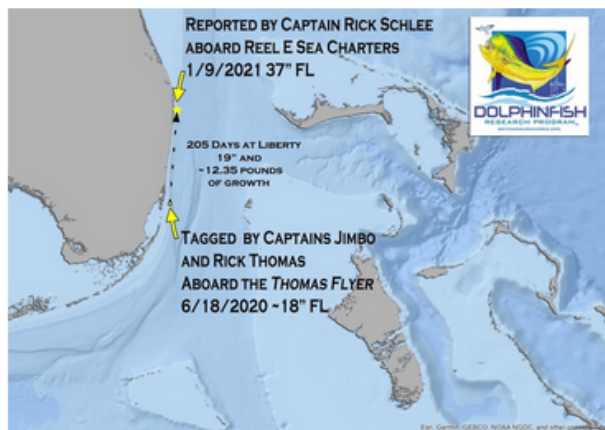 REPORTED BY CAPTAIN RICK SCHLEE
ABOARD REEL E SEA CHARTERS
1/9/2021 37" FL
DOLPHINFISH
RESEARCH PROGRAM
205 DAYS AT LIBERTY
19" AND
~12.35 POUNDS
OF GROWTH
TAGGED BY CAPTAINS JIMBO
AND RICK THOMAS
ABOARD THE THOMAS FLYER
6/18/2020 ~18" FL
Esri, Garmin, GEBCO, NOAA NGDC, and other